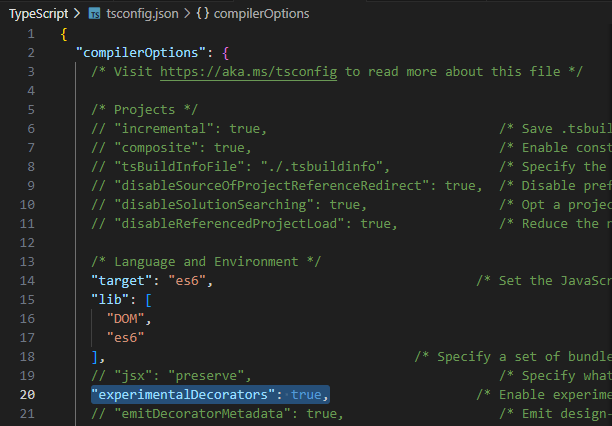 TypeScript > tsconfig.json > {} compilerOptions
1 {
2 "compilerOptions": {
3 /* Visit https://aka.ms/tsconfig to read more about this file */
4
5 /* Projects */
6 // "incremental": true, /* Save .tsbuil
7 // "composite": true, /* Enable const
8 // "tsBuildInfoFile": "./.tsbuildinfo", /* Specify the
9 // "disableSourceOfProjectReferenceRedirect": true, /* Disable pref
10 // "disableSolutionSearching": true, /* Opt a projec
11 // "disableReferencedProjectLoad": true, /* Reduce the n
12
13 /* Language and Environment */
14 "target": "es6", /* Set the JavaScr
15 "lib": [
16 "DOM",
17 "es6"
18 ], /* Specify a set of bundle
19 // "jsx": "preserve", /* Specify what
20 "experimentalDecorators": true, /* Enable experime
21 // "emitDecoratorMetadata": true, /* Emit design-